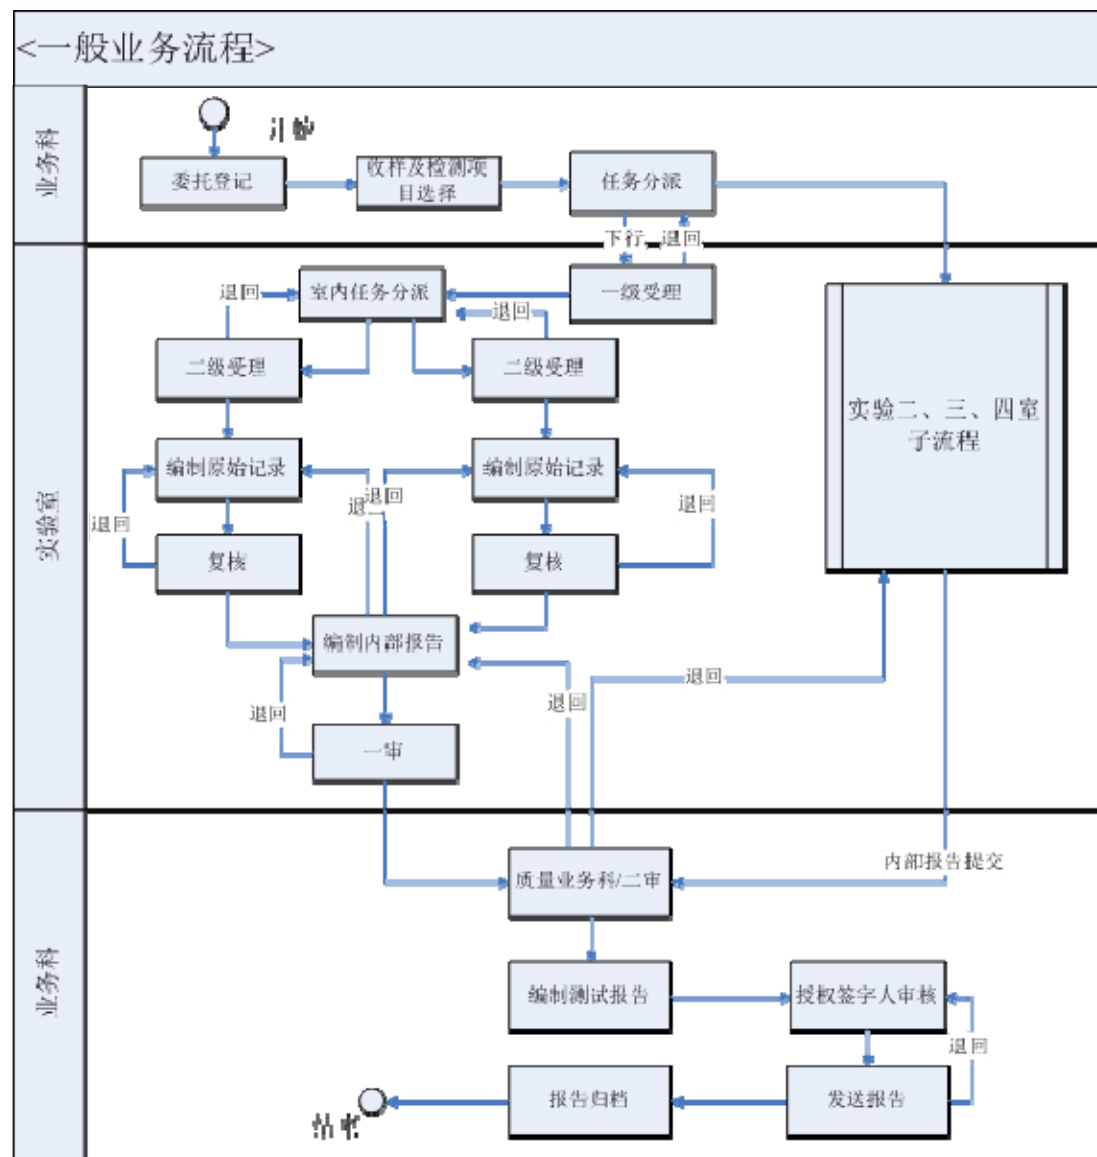 <一般业务流程>
业务科
委托登记
收样及检测项
目选择
任务分派
下行
退回
实验室
退回
室内任务分派
退回
一级受理
二级受理
二级受理
实验二、三、四室
子流程
编制原始记录
退回
编制原始记录
退回
退回
复核
复核
编制内部报告
退回
退回
退回
一审
业务科
内部报告提交
质量业务科/二审
编制测试报告
授权签字人审核
退回
报告归档
发送报告